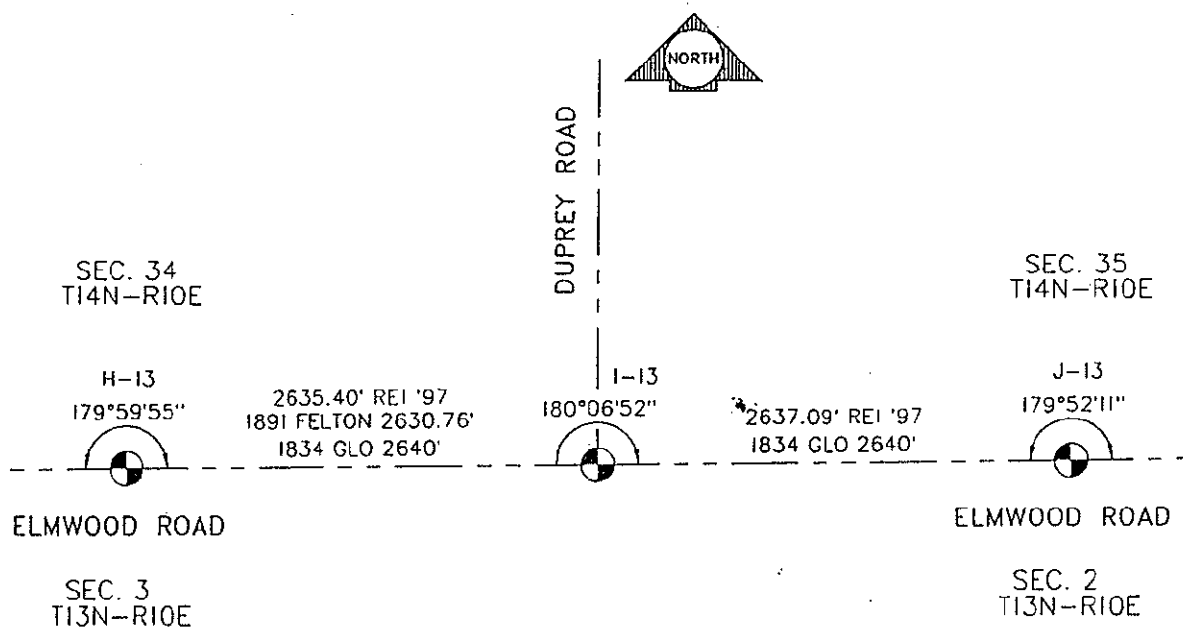 NORTH
DUPREY ROAD
SEC. 34
T14N-R10E
SEC. 35
T14N-R10E
H-13
179°59'55"
2635.40' REI '97
1891 FELTON 2630.76'
1834 GLO 2640'
I-13
180°06'52"
2637.09' REI '97
1834 GLO 2640'
J-13
179°52'11"
ELMWOOD ROAD
ELMWOOD ROAD
SEC. 3
T13N-R10E
SEC. 2
T13N-R10E